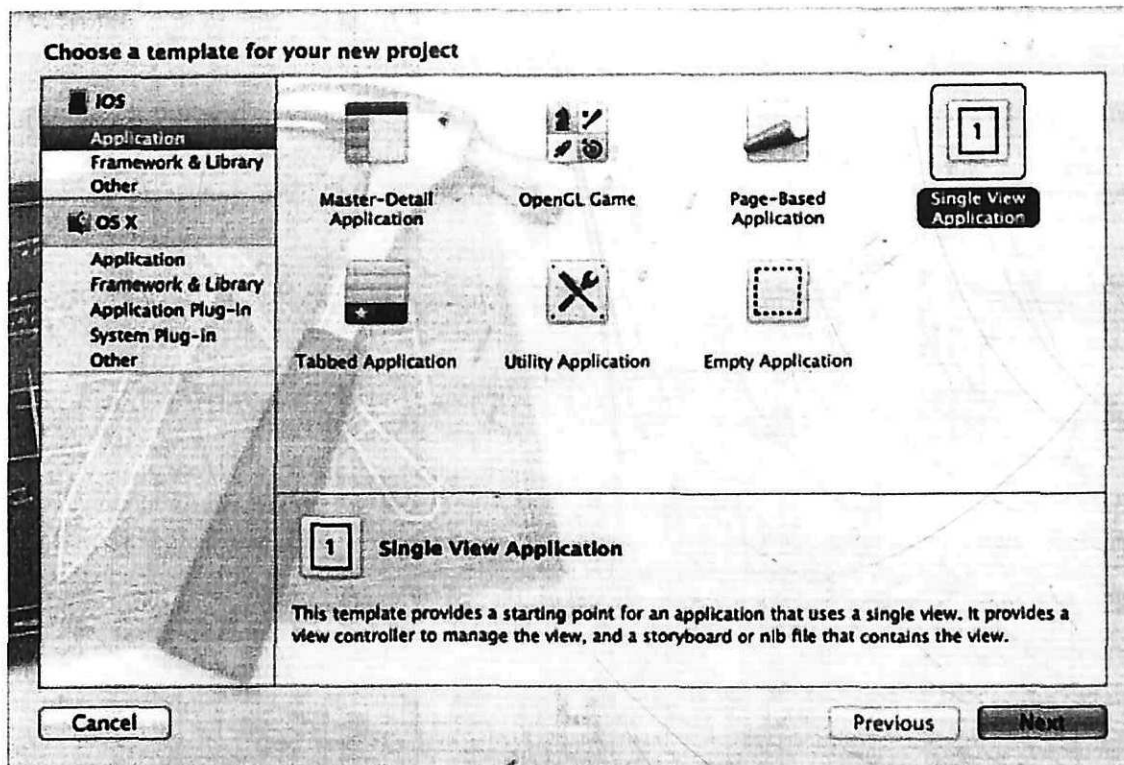 Choose a template for your new project
iOS
Application
Framework & Library
Other
OS X
Application
Framework & Library
Application Plug-in
System Plug-in
Other
Master-Detail
Application
OpenGL Game
Page-Based
Application
1
Single View
Application
Tabbed Application
Utility Application
Empty Application
1
Single View Application
This template provides a starting point for an application that uses a single view. It provides a
view controller to manage the view, and a storyboard or nib file that contains the view.
Cancel
Previous
Next